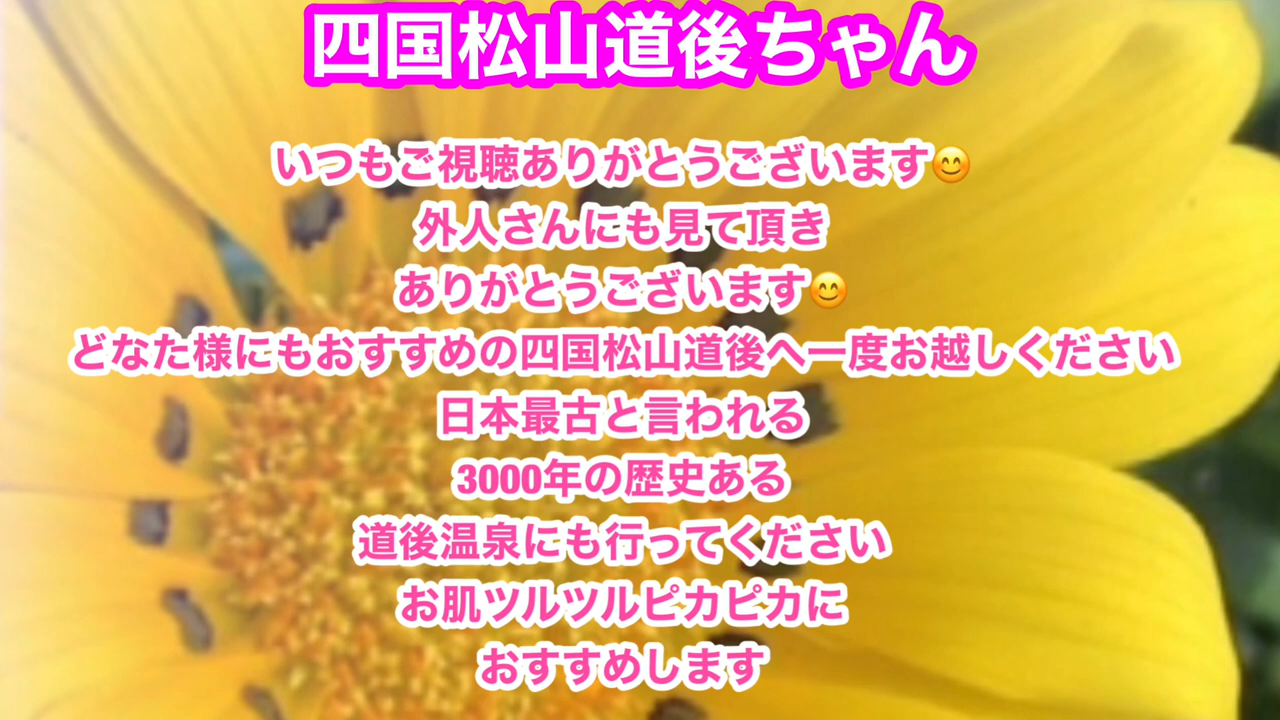 四国松山道後ちゃん
いつもご視聴ありがとうございます😊
外人さんにも見て頂き
ありがとうございます😊
どなた様にもおすすめの四国松山道後へ一度お越しください
日本最古と言われる
3000年の歴史ある
道後温泉にも行ってください
お肌ツルツルピカピカに
おすすめします